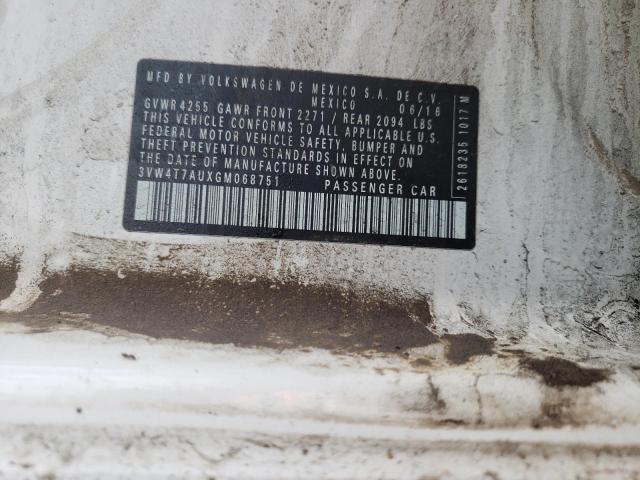 MFD BY VOLKSWAGEN DE MEXICO S.A. DE C.V.
MEXICO 06/16
GVWR 4255 GAWR FRONT 2271 / REAR 2094 LBS
THIS VEHICLE CONFORMS TO ALL APPLICABLE U.S.
FEDERAL MOTOR VEHICLE SAFETY, BUMPER AND
THEFT PREVENTION STANDARDS IN EFFECT ON
THE DATE OF MANUFACTURE SHOWN ABOVE.
3VW4T7AUXGM068751 PASSENGER CAR
2618235 1017M